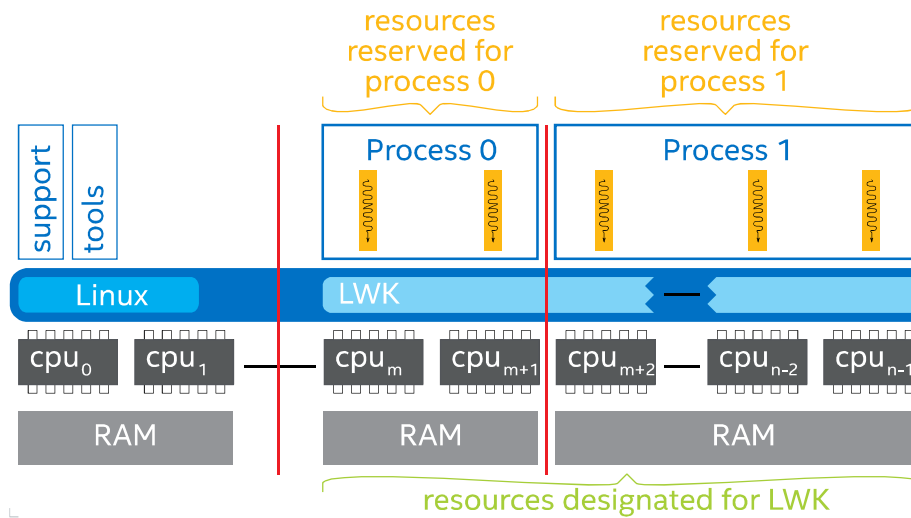 resources
reserved for
process 0
resources
reserved for
process 1
support
tools
Process 0
Process 1
Linux
LWK
cpu0
cpu1
cpum
cpum+1
cpum+2
cpun-2
cpun-1
RAM
RAM
RAM
resources designated for LWK